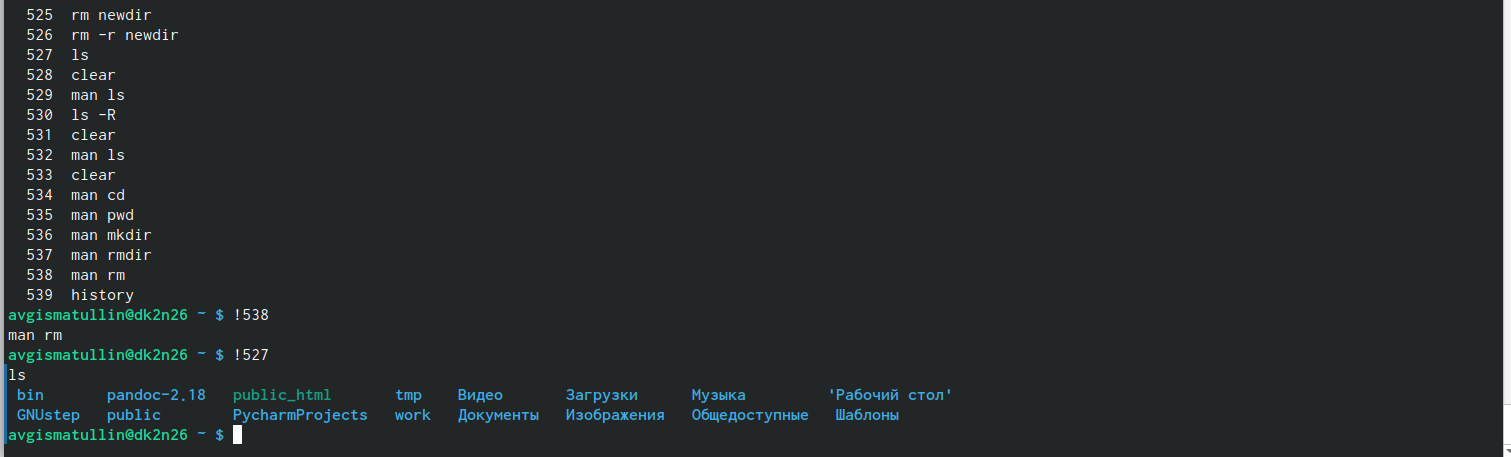 525 rm newdir
526 rm -r newdir
527 ls
528 clear
529 man ls
530 ls -R
531 clear
532 man ls
533 clear
534 man cd
535 man pwd
536 man mkdir
537 man rmdir
538 man rm
539 history
avgismatullin@dk2n26 ~ $ !538
man rm
avgismatullin@dk2n26 ~ $ !527
ls
bin pandoc-2.18 public_html tmp Видео Загрузки Музыка 'Рабочий стол'
GNUstep public PycharmProjects work Документы Изображения Общедоступные Шаблоны
avgismatullin@dk2n26 ~ $